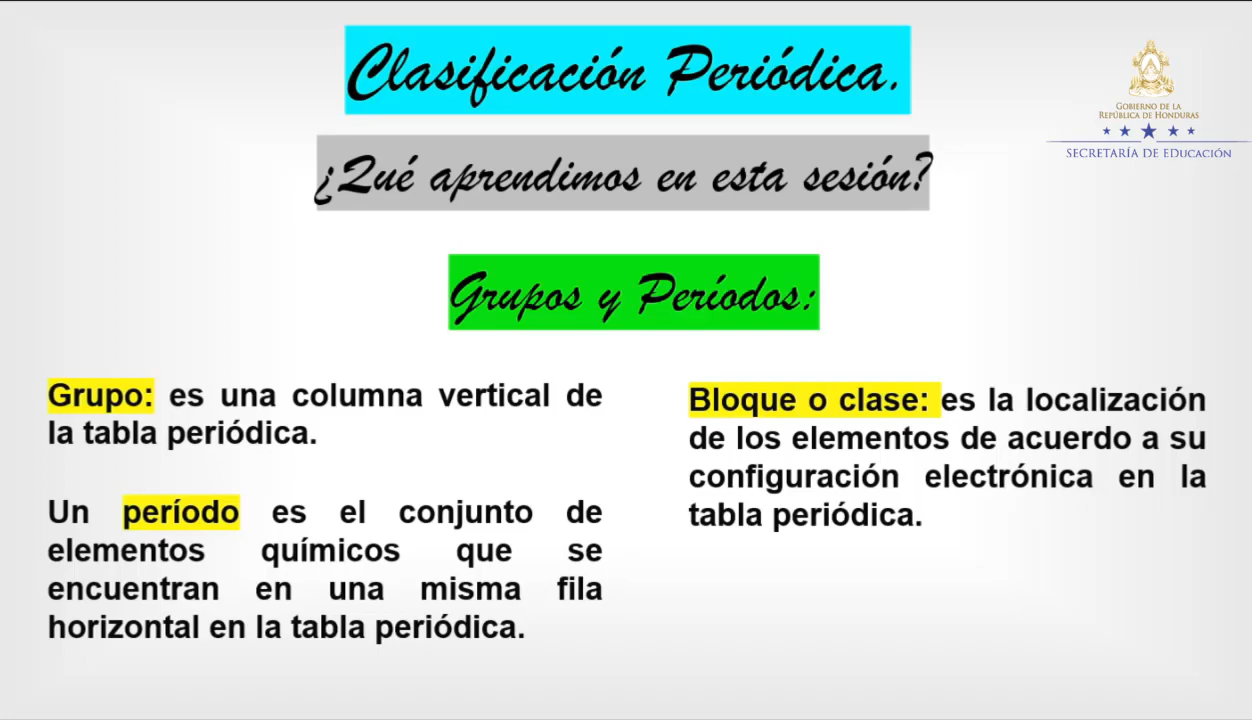 Clasificación Periódica.
GOBIERNO DE LA
REPÚBLICA DE HONDURAS
SECRETARÍA DE EDUCACIÓN
¿Qué aprendimos en esta sesión?
Grupos y Períodos:
Grupo: es una columna vertical de
la tabla periódica.
Un período es el conjunto de
elementos químicos que se
encuentran en una misma fila
horizontal en la tabla periódica.
Bloque o clase: es la localización
de los elementos de acuerdo a su
configuración electrónica en la
tabla periódica.